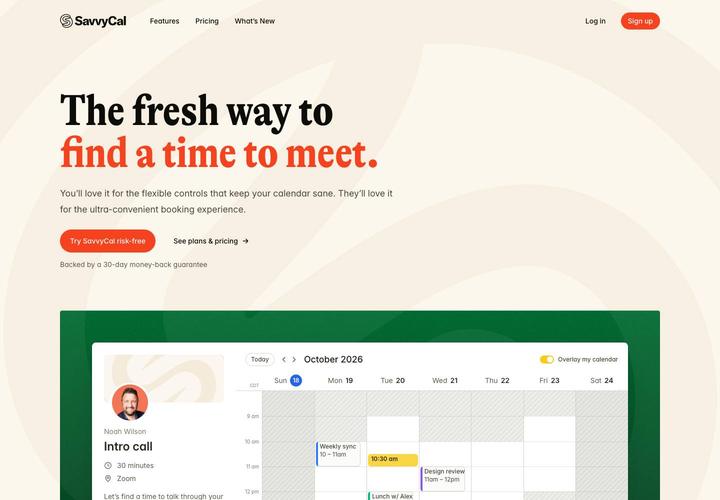 SavvyCal
Features
Pricing
What's New
Log in
Sign up
The fresh way to
find a time to meet.
You'll love it for the flexible controls that keep your calendar sane. They'll love it
for the ultra-convenient booking experience.
Try SavvyCal risk-free
See plans & pricing →
Backed by a 30-day money-back guarantee
Today
October 2026
Overlay my calendar
CDT
Sun 18
Mon 19
Tue 20
Wed 21
Thu 22
Fri 23
Sat 24
Noah Wilson
Intro call
30 minutes
Zoom
Let's find a time to talk through your
9 am
10 am
11 am
12 pm
Weekly sync
10 – 11am
10:30 am
Design review
11am – 12pm
Lunch w/ Alex